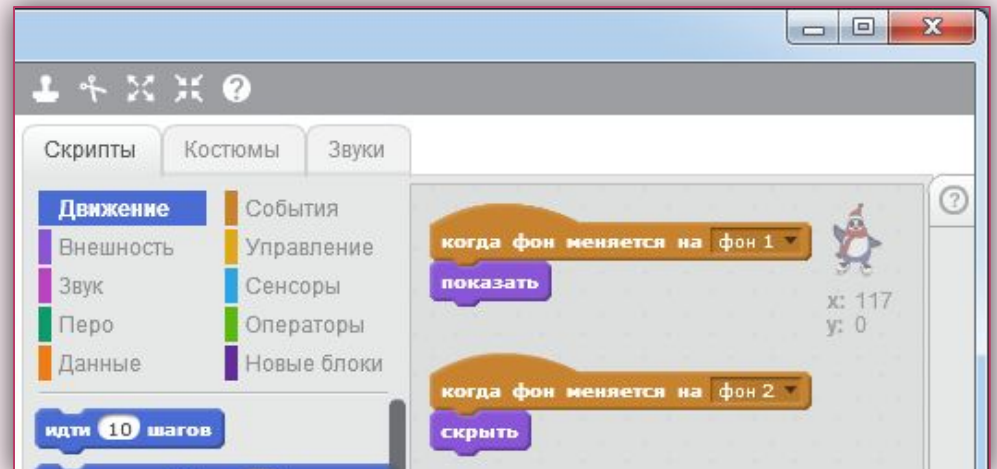 Скрипты Костюмы Звуки
Движение События
Внешность Управление
Звук Сенсоры
Перо Операторы
Данные Новые блоки
идти 10 шагов
когда фон меняется на фон 1
показать
x: 117
y: 0
когда фон меняется на фон 2
скрыть